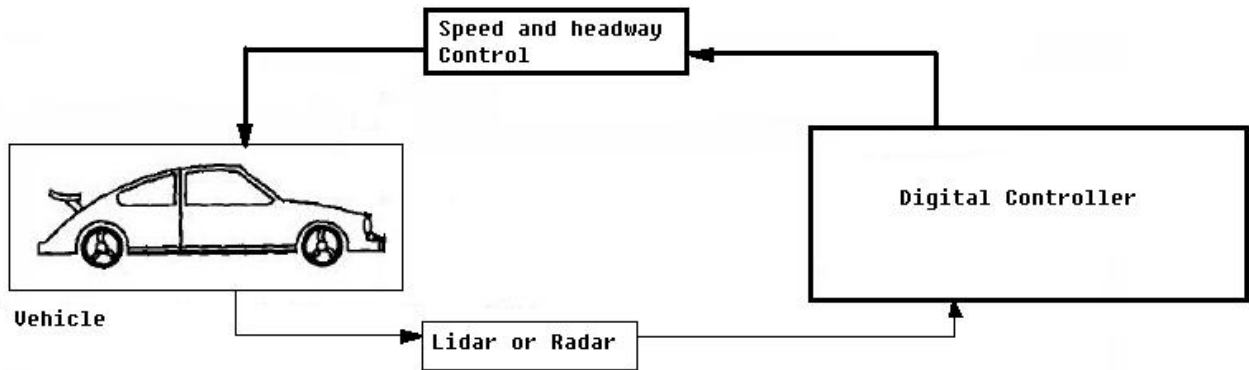 Speed and headway
Control
Digital Controller
Vehicle
Lidar or Radar